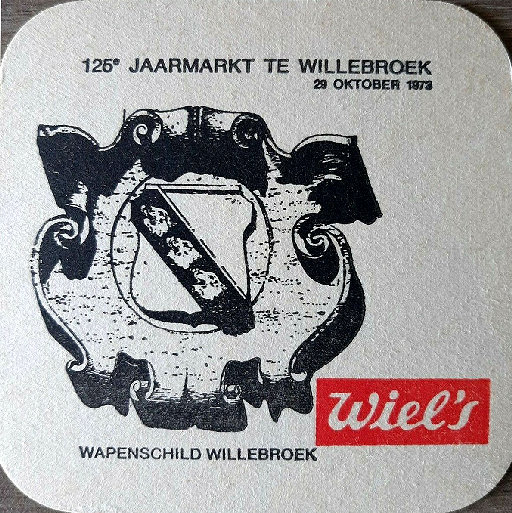 125e JAARMARKT TE WILLEBROEK
29 OKTOBER 1973
Wiel's
WAPENSCHILD WILLEBROEK